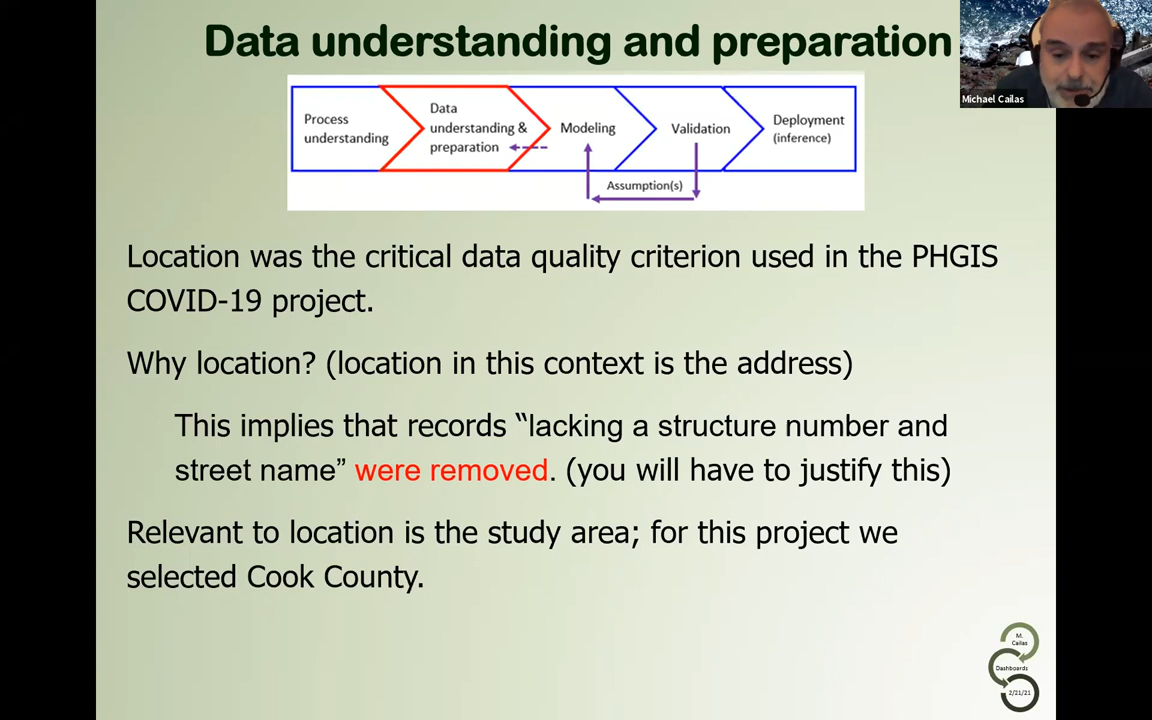 Data understanding and preparation
Michael Cailas
Process
understanding
Data
understanding &
preparation
Modeling
Validation
Deployment
(inference)
Assumption(s)
Location was the critical data quality criterion used in the PHGIS
COVID-19 project.
Why location? (location in this context is the address)
This implies that records “lacking a structure number and
street name” were removed. (you will have to justify this)
Relevant to location is the study area; for this project we
selected Cook County.
M.
Cailas
Dashboards
2/21/21